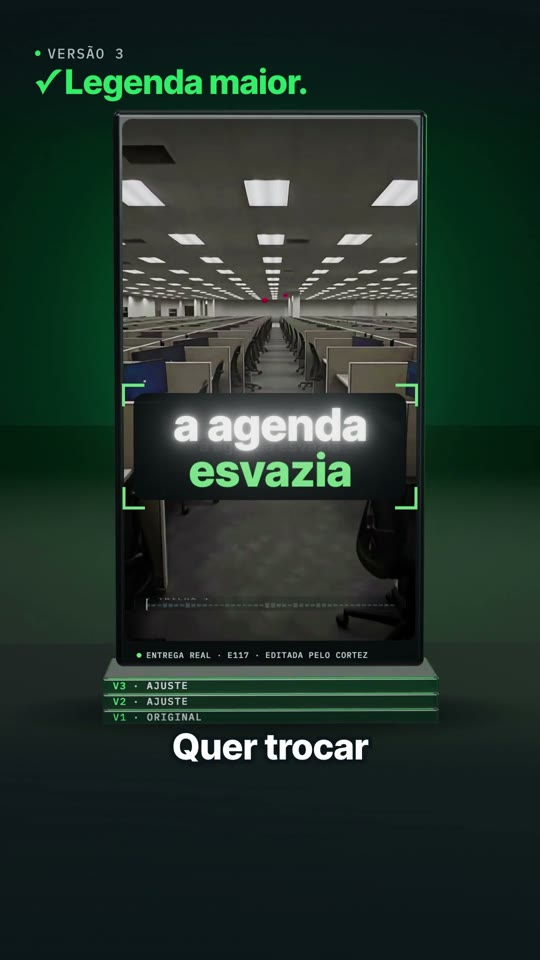 • VERSÃO 3
✓Legenda maior.
a agenda
esvazia
• ENTREGA REAL · E117 · EDITADA PELO CORTEZ
V3 · AJUSTE
V2 · AJUSTE
V1 · ORIGINAL
Quer trocar